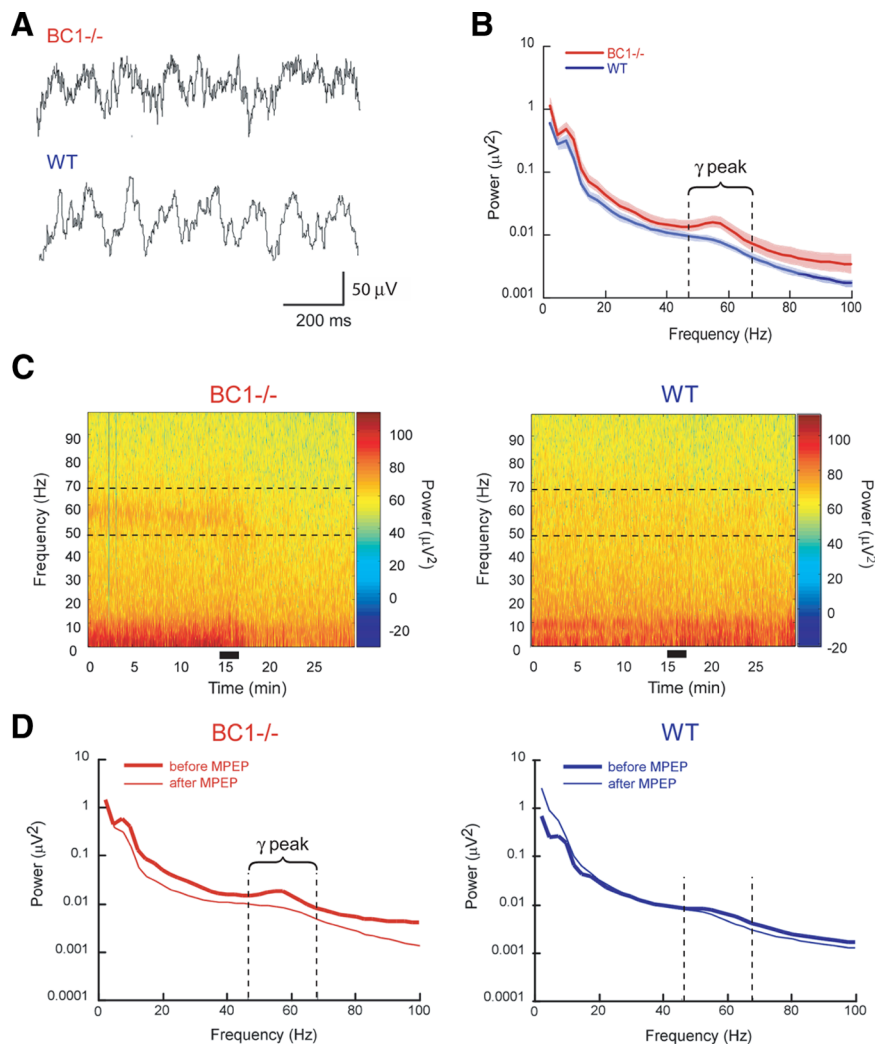 A
BC1-/-
WT
50 μV
200 ms
B
BC1-/-
WT
10
1
0.1
0.01
0.001
Power (μV2)
γ peak
0 20 40 60 80 100
Frequency (Hz)
C
BC1-/-
90
80
70
60
50
40
30
20
10
0
Frequency (Hz)
0 5 10 15 20 25
Time (min)
100
80
60
40
20
0
-20
Power (μV2)
WT
90
80
70
60
50
40
30
20
10
0
Frequency (Hz)
0 5 10 15 20 25
Time (min)
100
80
60
40
20
0
-20
Power (μV2)
D
BC1-/-
before MPEP
after MPEP
10
1
0.1
0.01
0.001
0.0001
Power (μV2)
γ peak
0 20 40 60 80 100
Frequency (Hz)
WT
before MPEP
after MPEP
10
1
0.1
0.01
0.001
0.0001
Power (μV2)
0 20 40 60 80 100
Frequency (Hz)